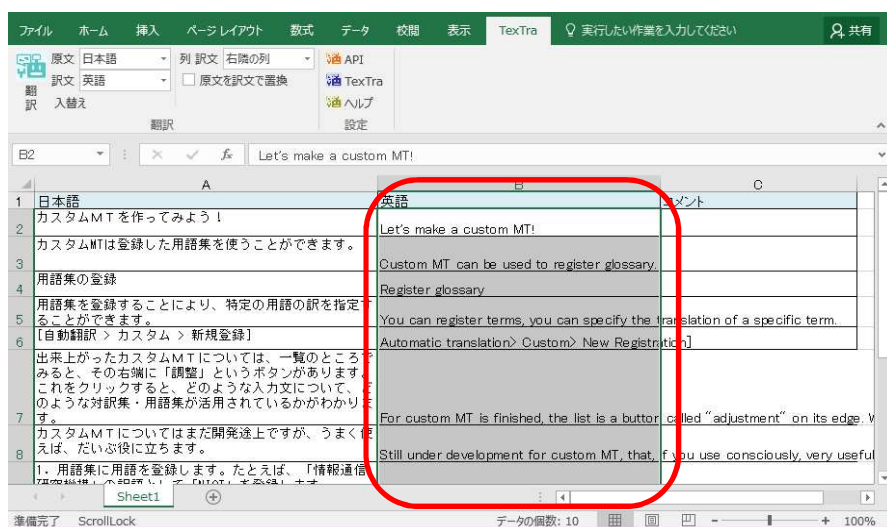 ファイル ホーム 挿入 ページ レイアウト 数式 データ 校閲 表示 TexTra 実行したい作業を入力してください 共有
原文 日本語 列 訳文 右隣の列 API
訳文 英語 原文を訳文で置換 TexTra
翻訳 入替え ヘルプ
翻訳 設定
B2 fx Let's make a custom MT!
A B C
1 日本語 英語 コメント
カスタムMTを作ってみよう!
2 Let's make a custom MT!
カスタムMTは登録した用語集を使うことができます。
3 Custom MT can be used to register glossary.
用語集の登録
4 Register glossary
用語集を登録することにより、特定の用語の訳を指定す
5 ることができます。 You can register terms, you can specify the translation of a specific term.
6 [自動翻訳 > カスタム > 新規登録] Automatic translation> Custom> New Registration]
出来上がったカスタムMTについては、一覧のところで
みると、その右端に「調整」というボタンがあります。
これをクリックすると、どのような入力文について、ど
のような対訳集・用語集が活用されているかがわかりま
7 す。 For custom MT is finished, the list is a button called "adjustment" on its edge. W
カスタムMTについてはまだ開発途上ですが、うまく使
8 えば、だいぶ役に立ちます。 Still under development for custom MT, that, if you use consciously, very useful
1. 用語集に用語を登録します。たとえば、「情報通信
Sheet1
準備完了 ScrollLock データの個数: 10 - + 100%